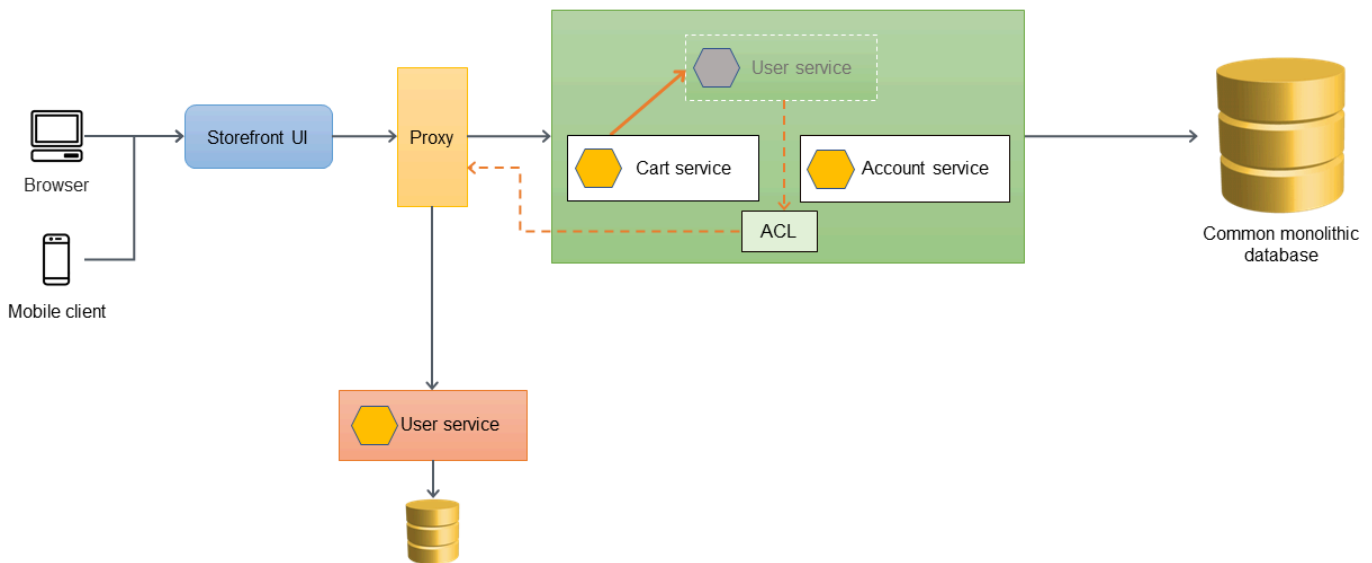 User service
Storefront UI
Proxy
Cart service
Account service
Browser
ACL
Common monolithic
database
Mobile client
User service